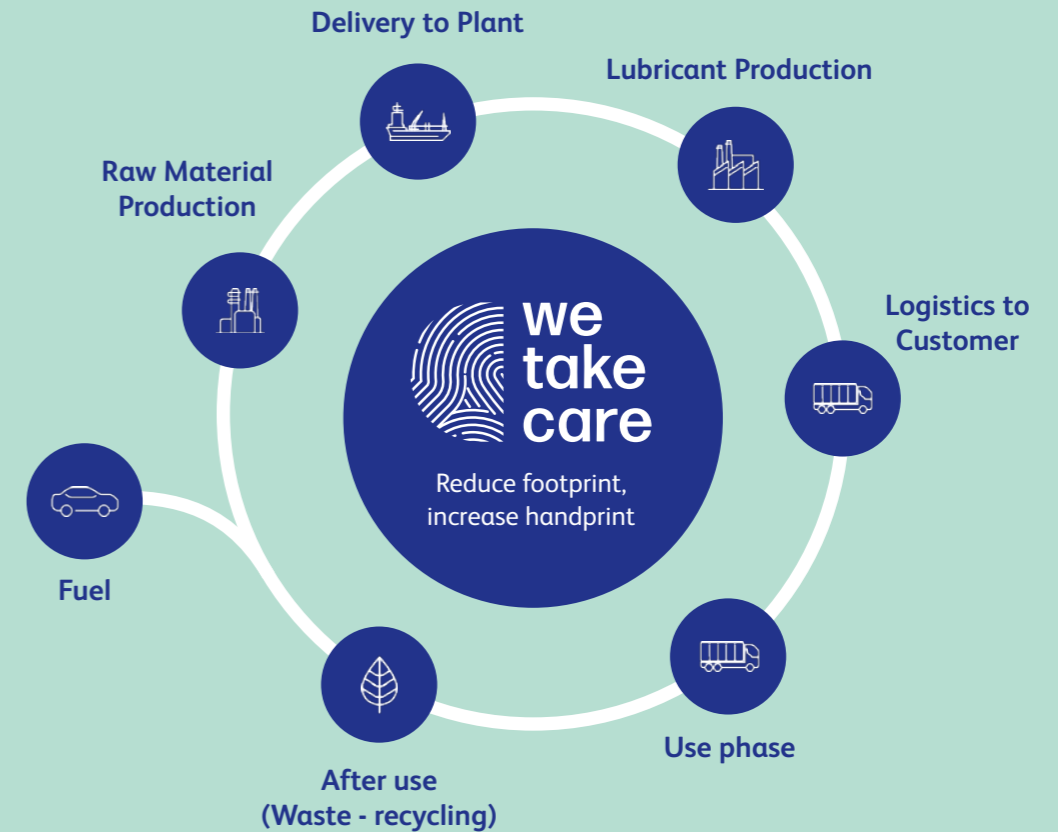 Delivery to Plant
Lubricant Production
Raw Material
Production
Logistics to
Customer
we
take
care
Reduce footprint,
increase handprint
Fuel
Use phase
After use
(Waste - recycling)